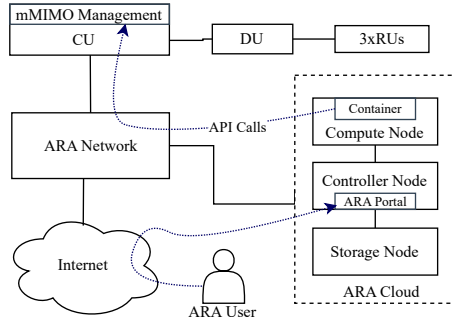 mMIMO Management
CU
DU
3xRUs
Container
API Calls
Compute Node
ARA Network
Controller Node
ARA Portal
Internet
Storage Node
ARA Cloud
ARA User